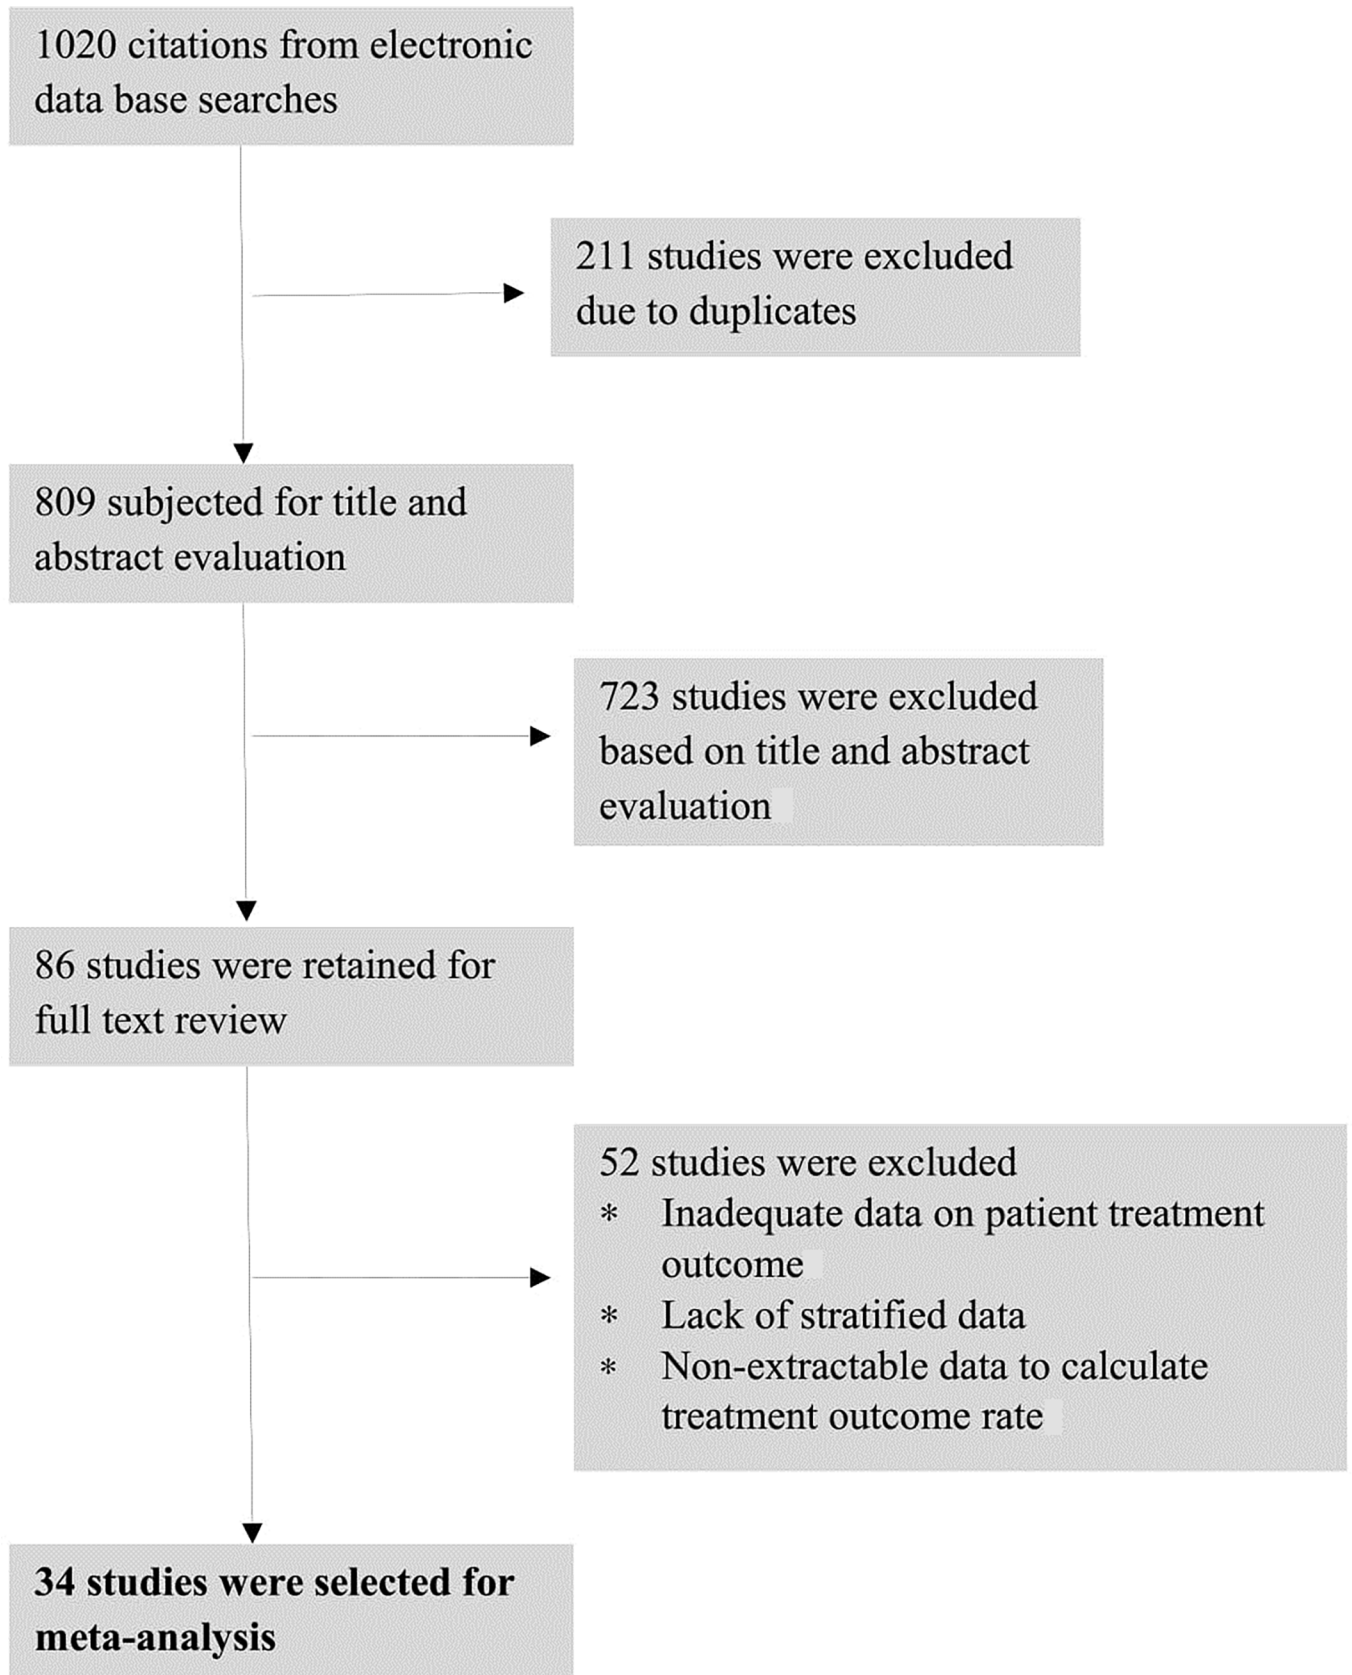 1020 citations from electronic
data base searches
211 studies were excluded
due to duplicates
809 subjected for title and
abstract evaluation
723 studies were excluded
based on title and abstract
evaluation
86 studies were retained for
full text review
52 studies were excluded
* Inadequate data on patient treatment
outcome
* Lack of stratified data
* Non-extractable data to calculate
treatment outcome rate
34 studies were selected for
meta-analysis